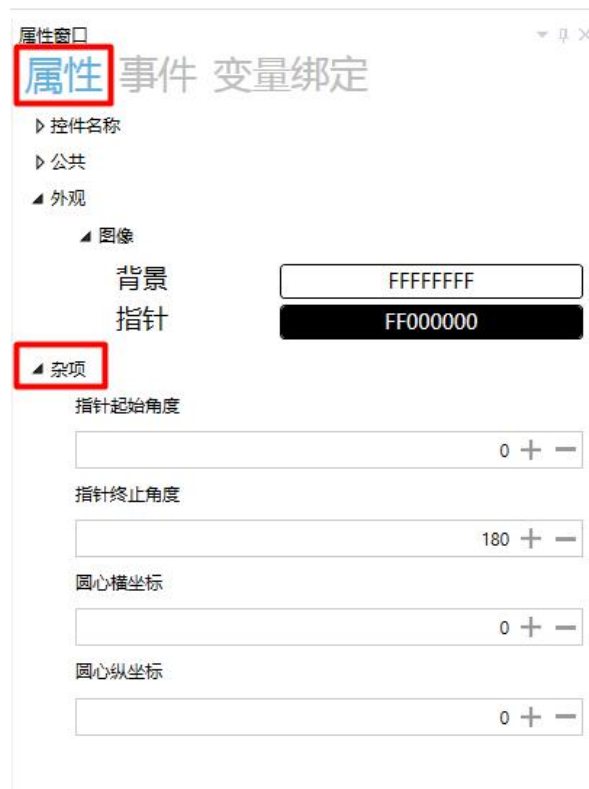 属性窗口
属性 事件 变量绑定
控件名称
公共
外观
图像
背景 FFFFFFFF
指针 FF000000
杂项
指针起始角度
0
指针终止角度
180
圆心横坐标
0
圆心纵坐标
0